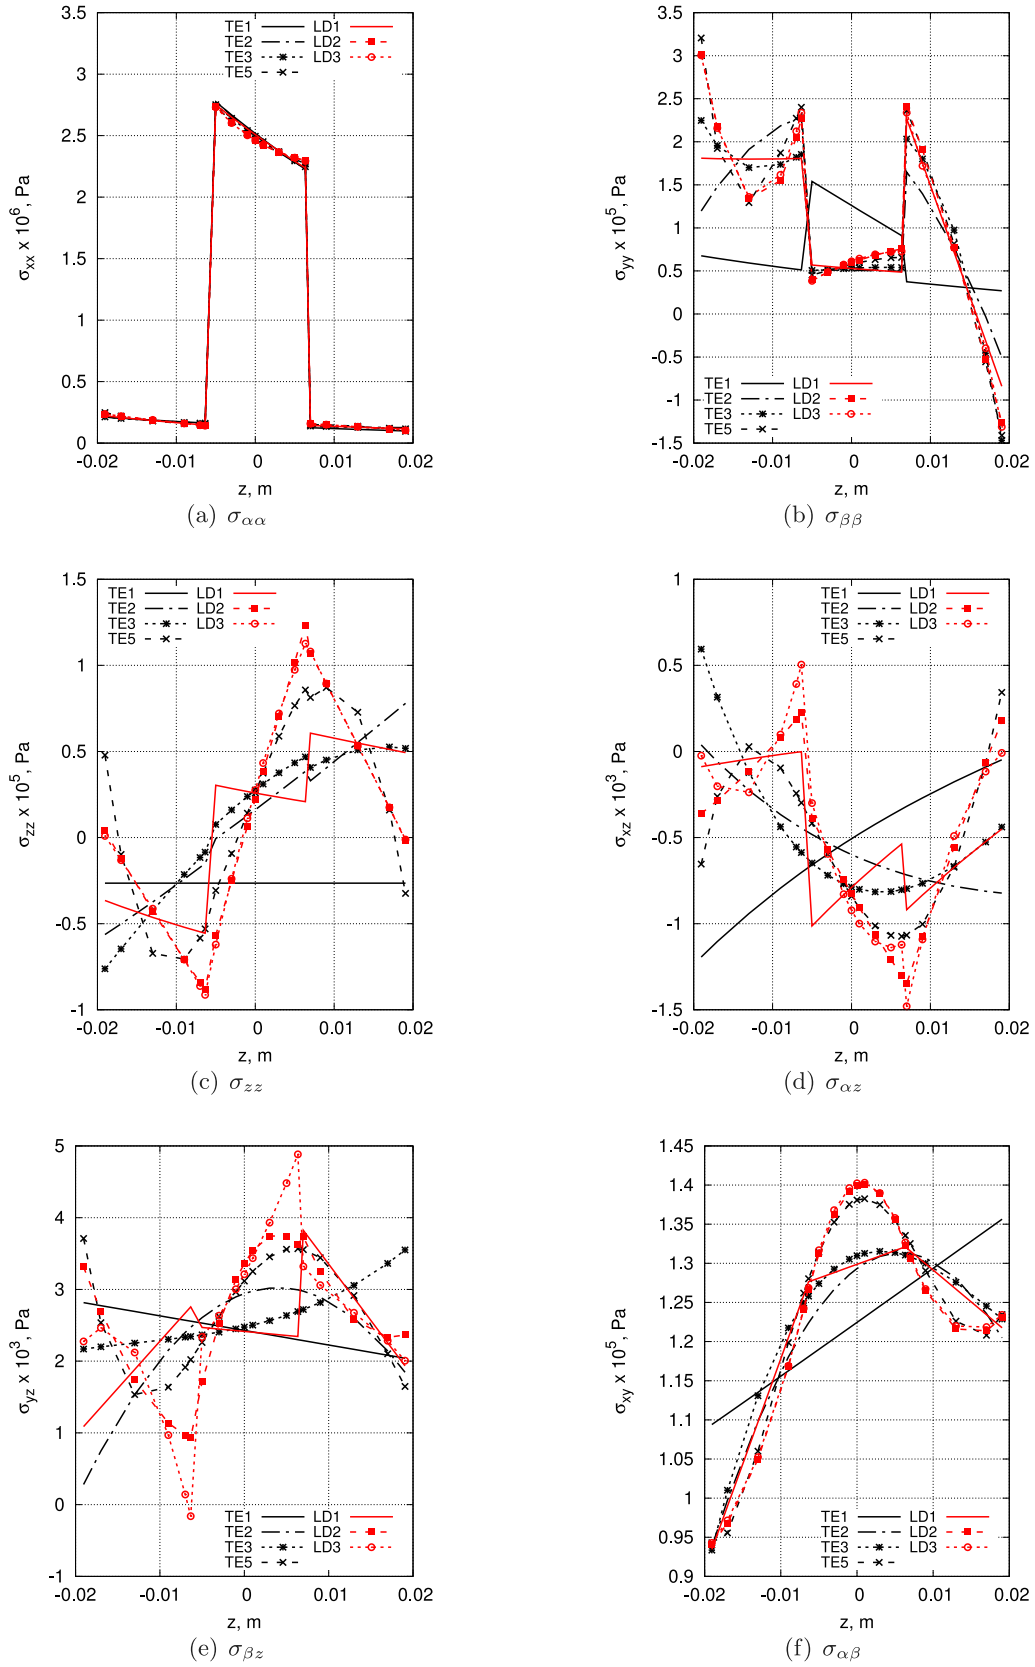 3.5
3
2.5
2
1.5
1
0.5
0
-0.02 -0.01 0 0.01 0.02
σxx x 10^6, Pa
z, m
TE1 LD1
TE2 LD2
TE3 LD3
TE5
(a) σαα
3.5
3
2.5
2
1.5
1
0.5
0
-0.5
-1
-1.5
-0.02 -0.01 0 0.01 0.02
σyy x 10^5, Pa
z, m
TE1 LD1
TE2 LD2
TE3 LD3
TE5
(b) σββ
1.5
1
0.5
0
-0.5
-1
-0.02 -0.01 0 0.01 0.02
σzz x 10^5, Pa
z, m
TE1 LD1
TE2 LD2
TE3 LD3
TE5
(c) σzz
1
0.5
0
-0.5
-1
-1.5
-0.02 -0.01 0 0.01 0.02
σxz x 10^3, Pa
z, m
TE1 LD1
TE2 LD2
TE3 LD3
TE5
(d) σαz
5
4
3
2
1
0
-1
-0.02 -0.01 0 0.01 0.02
σyz x 10^3, Pa
z, m
TE1 LD1
TE2 LD2
TE3 LD3
TE5
(e) σβz
1.45
1.4
1.35
1.3
1.25
1.2
1.15
1.1
1.05
1
0.95
0.9
-0.02 -0.01 0 0.01 0.02
σxy x 10^5, Pa
z, m
TE1 LD1
TE2 LD2
TE3 LD3
TE5
(f) σαβ